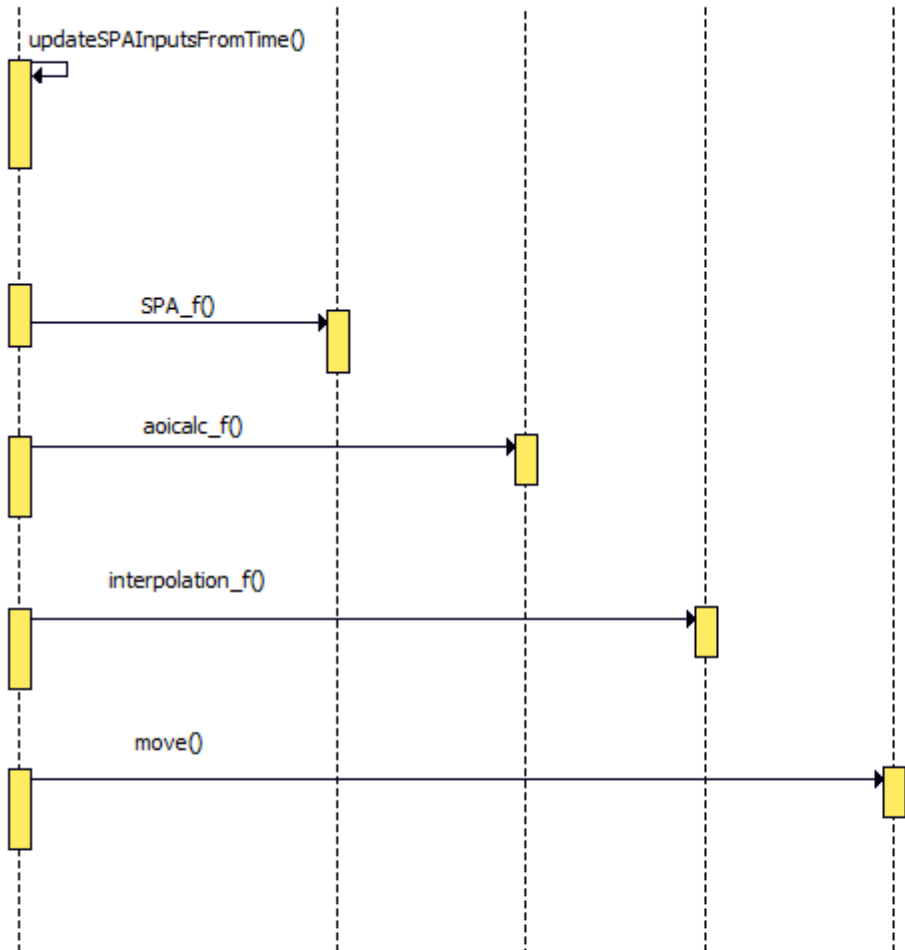 updateSPAInputsFromTime()
SPA_f()
aoicalc_f()
interpolation_f()
move()